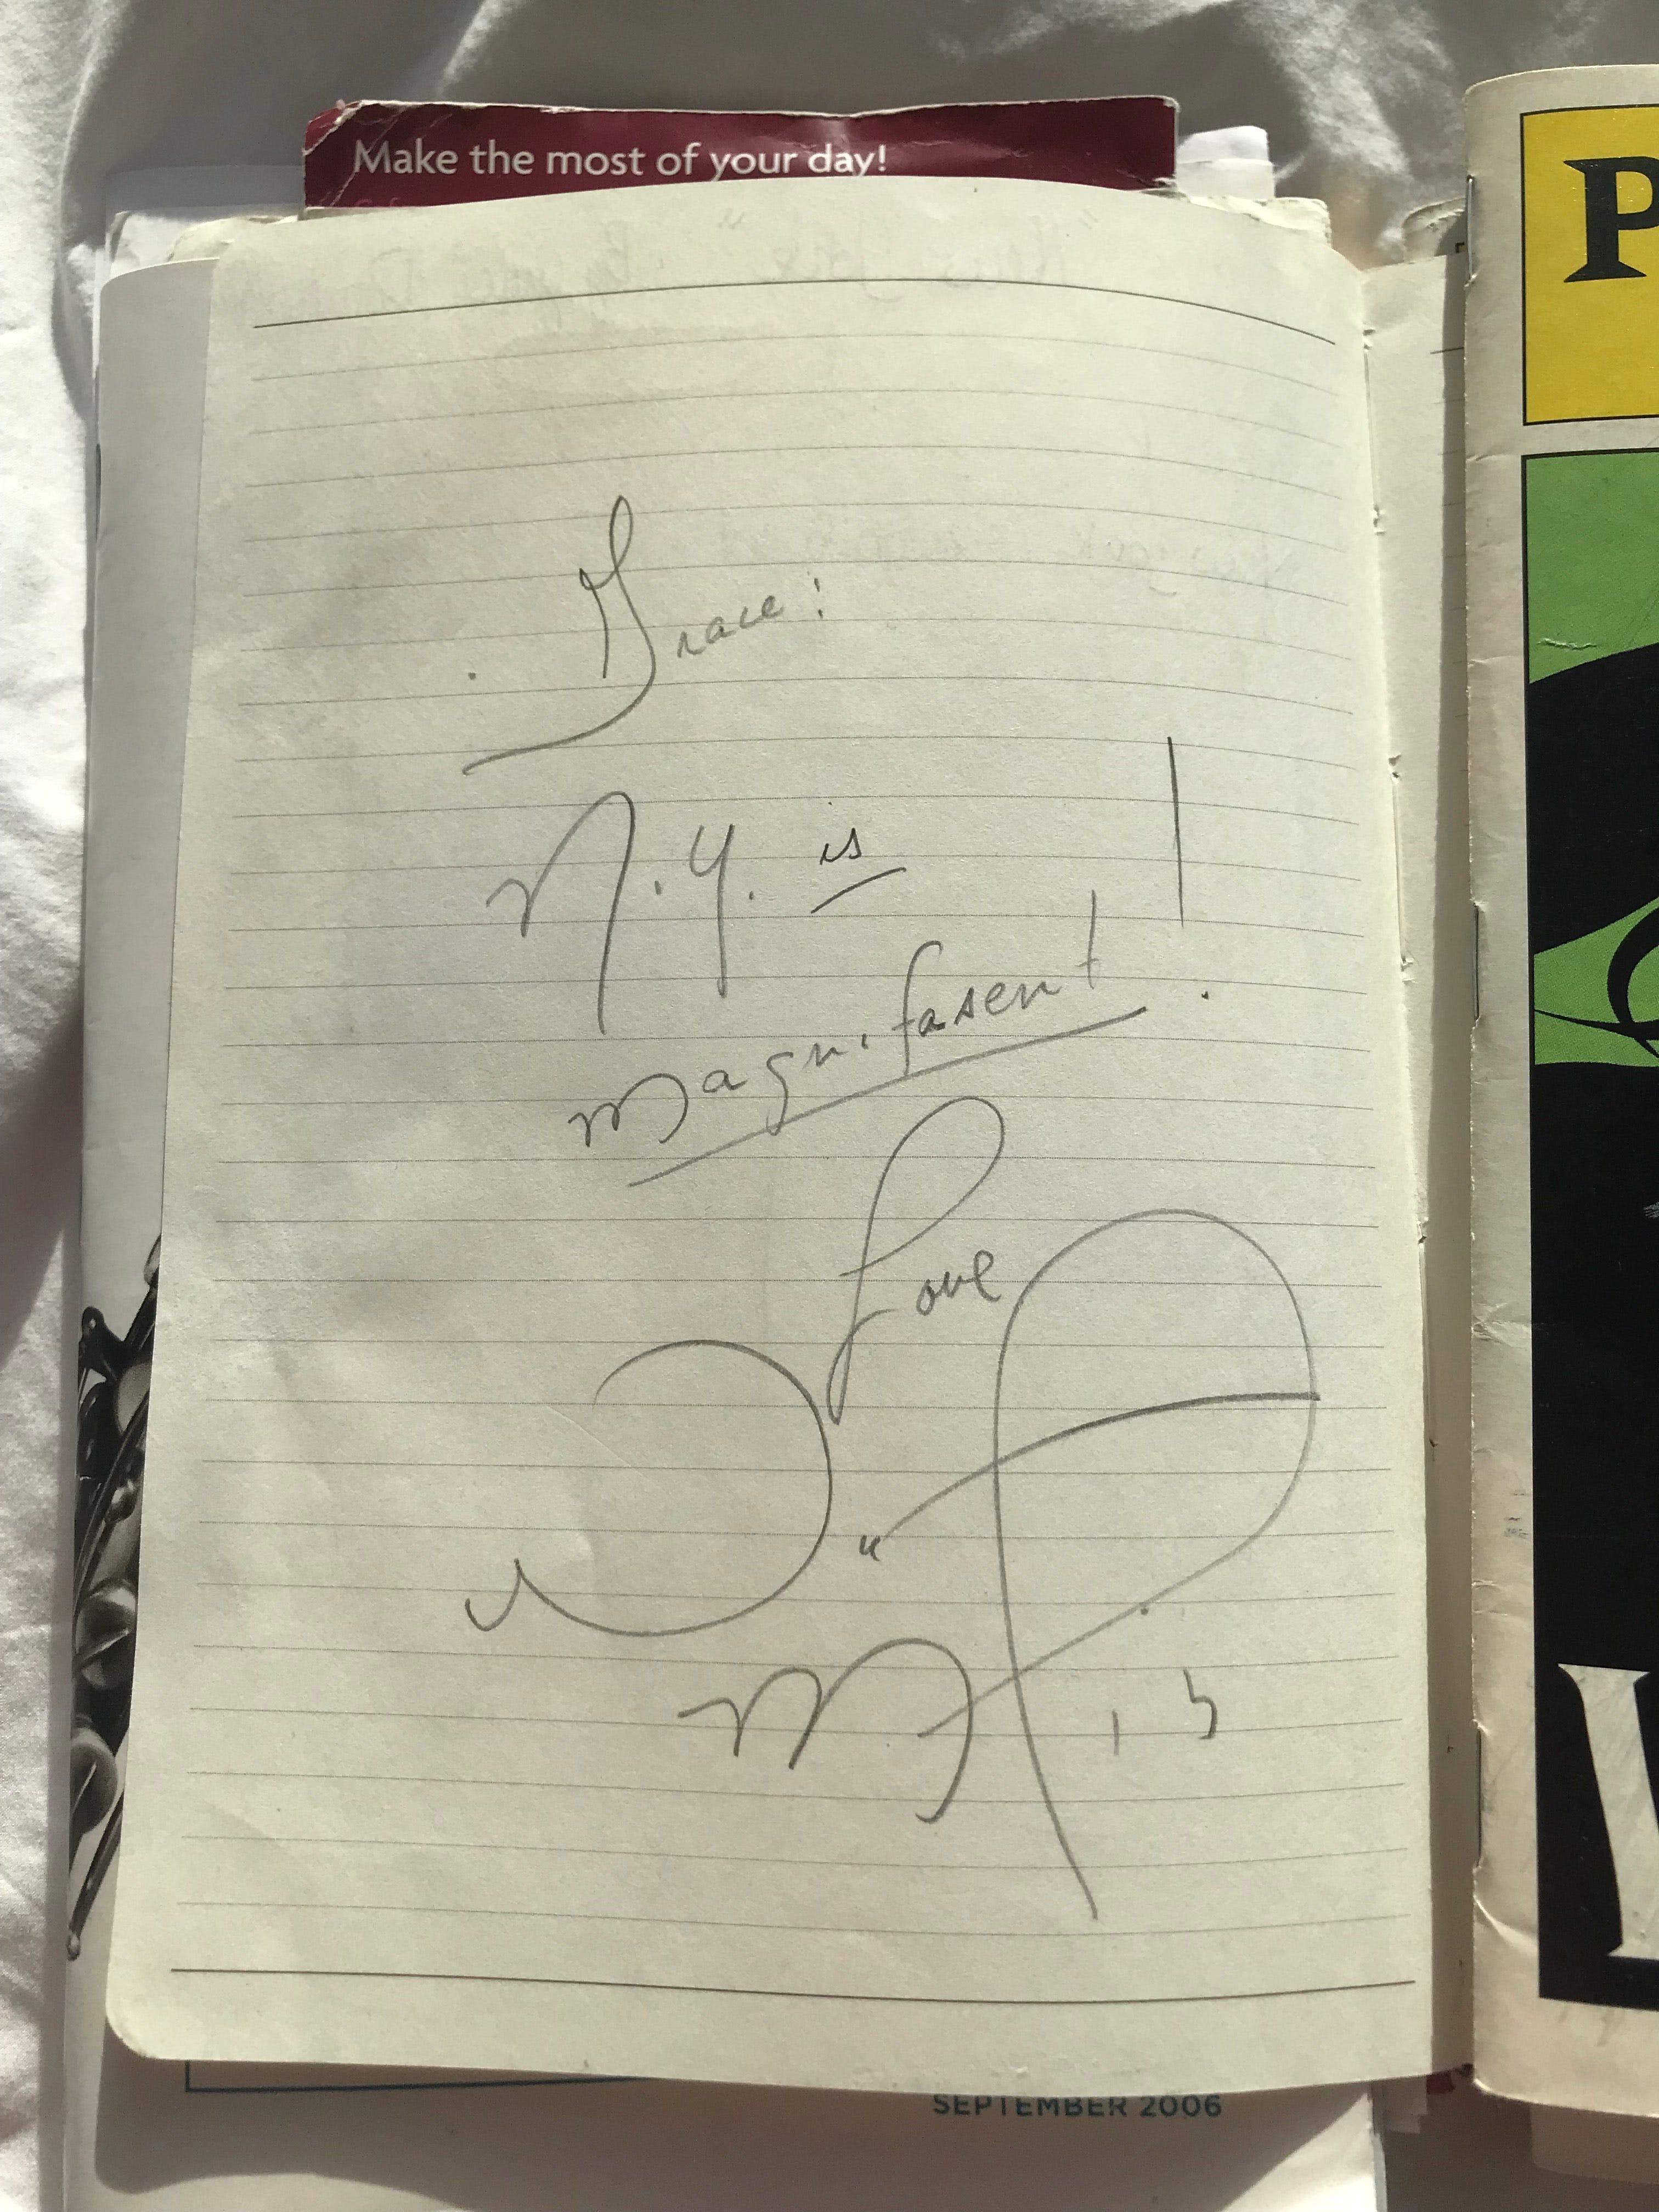 Make the most of your day!
P
Grace:
N.Y. is
magnifasent!
Love
W
SEPTEMBER 2006